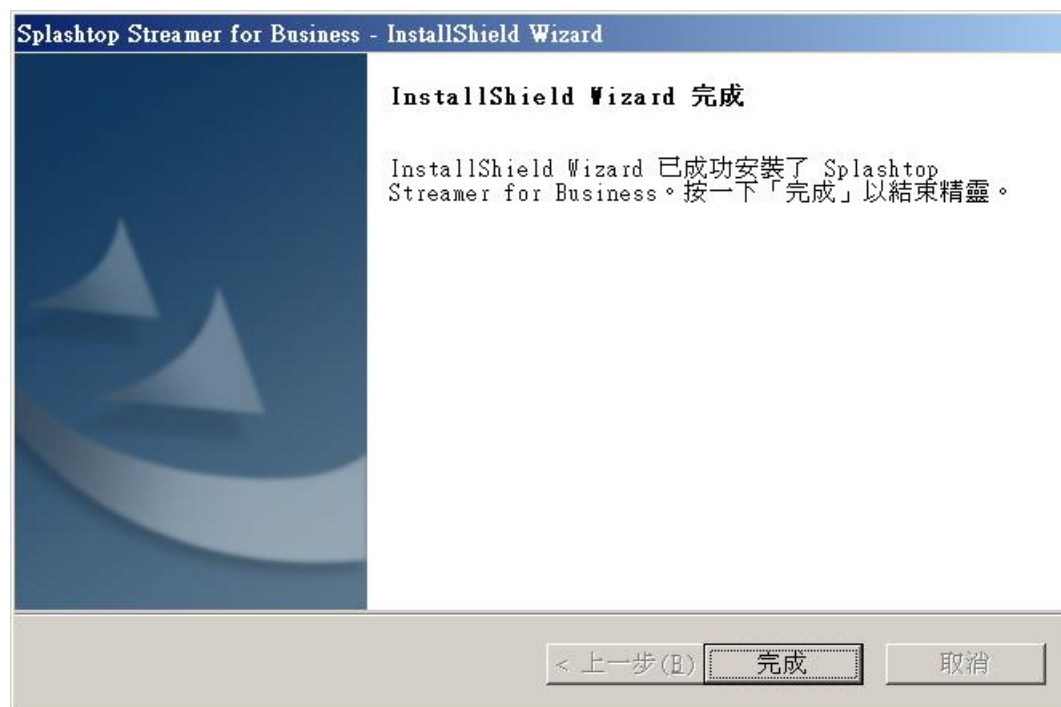 Splashtop Streamer for Business - InstallShield Wizard
InstallShield Wizard 完成
InstallShield Wizard 已成功安裝了 Splashtop
Streamer for Business。按一下「完成」以結束精靈。
< 上一步(B)
完成
取消